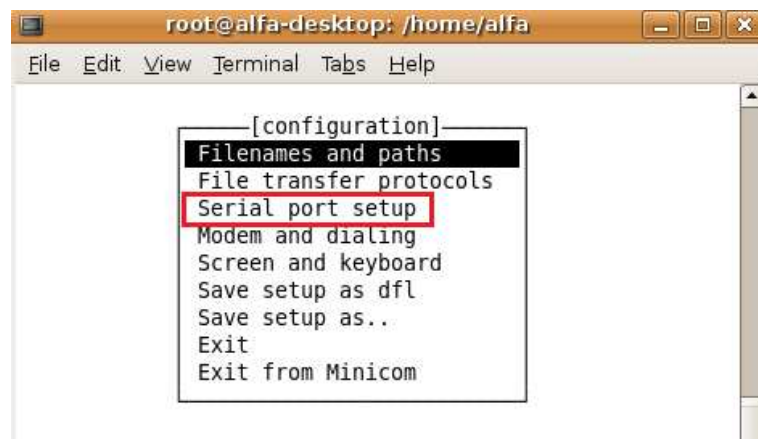 root@alfa-desktop: /home/alfa
File Edit View Terminal Tabs Help
[configuration]
Filenames and paths
File transfer protocols
Serial port setup
Modem and dialing
Screen and keyboard
Save setup as dfl
Save setup as..
Exit
Exit from Minicom